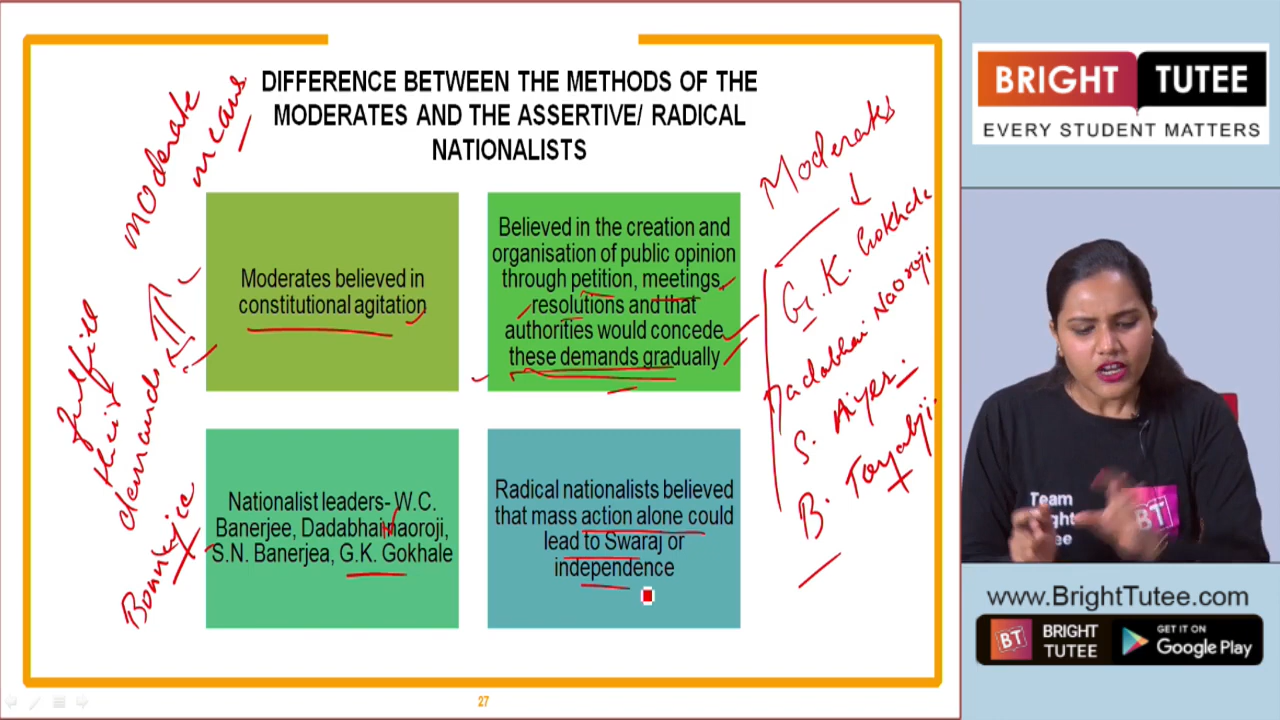 DIFFERENCE BETWEEN THE METHODS OF THE
MODERATES AND THE ASSERTIVE/ RADICAL
NATIONALISTS
moderate
means
fulfill
their
demands
Moderates believed in
constitutional agitation
Believed in the creation and
organisation of public opinion
through petition, meetings,
resolutions and that
authorities would concede
these demands gradually
Nationalist leaders- W.C.
Banerjee, Dadabhai Naoroji,
S.N. Banerjea, G.K. Gokhale
Radical nationalists believed
that mass action alone could
lead to Swaraj or
independence
Moderates
G. K. Gokhale
Dadabhai Naoroji
S. Aiyer
B. Tayabji
27
BRIGHT TUTEE
EVERY STUDENT MATTERS
Team
BT
www.BrightTutee.com
BT
BRIGHT
TUTEE
GET IT ON
Google Play